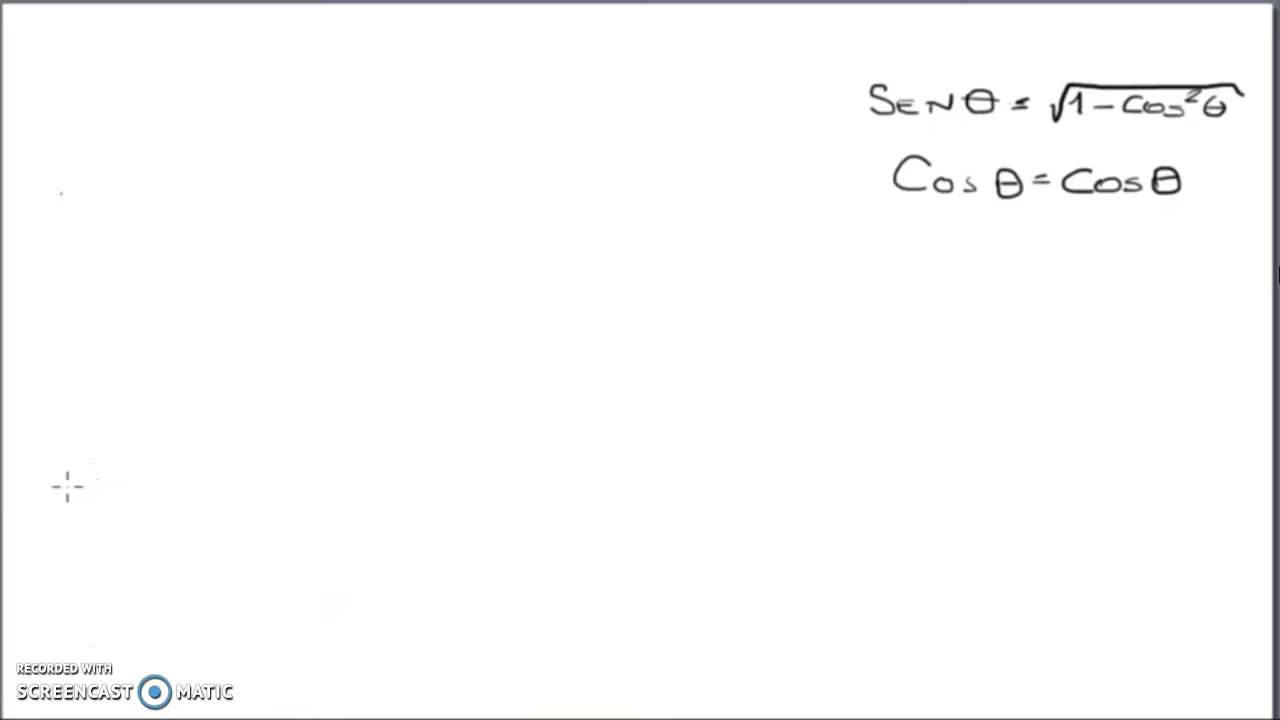 SEN θ = √1 - Cos²θ
Cos θ = Cos θ
RECORDED WITH
SCREENCAST MATIC